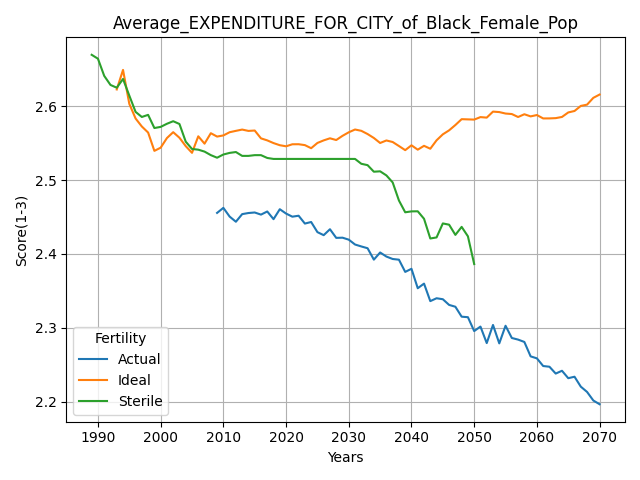 Average_EXPENDITURE_FOR_CITY_of_Black_Female_Pop
Score(1-3)
2.6
2.5
2.4
2.3
2.2
Fertility
Actual
Ideal
Sterile
1990 2000 2010 2020 2030 2040 2050 2060 2070
Years